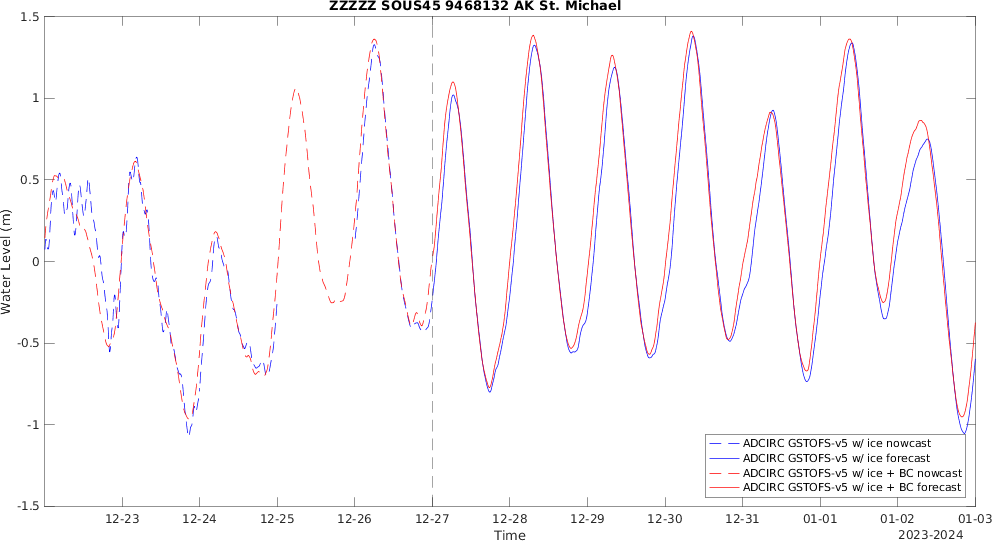 ZZZZZ SOUS45 9468132 AK St. Michael
1.5
1
0.5
0
-0.5
-1
-1.5
Water Level (m)
12-23
12-24
12-25
12-26
12-27
12-28
12-29
12-30
12-31
01-01
01-02
01-03
Time
2023-2024
ADCIRC GSTOFS-v5 w/ ice nowcast
ADCIRC GSTOFS-v5 w/ ice forecast
ADCIRC GSTOFS-v5 w/ ice + BC nowcast
ADCIRC GSTOFS-v5 w/ ice + BC forecast